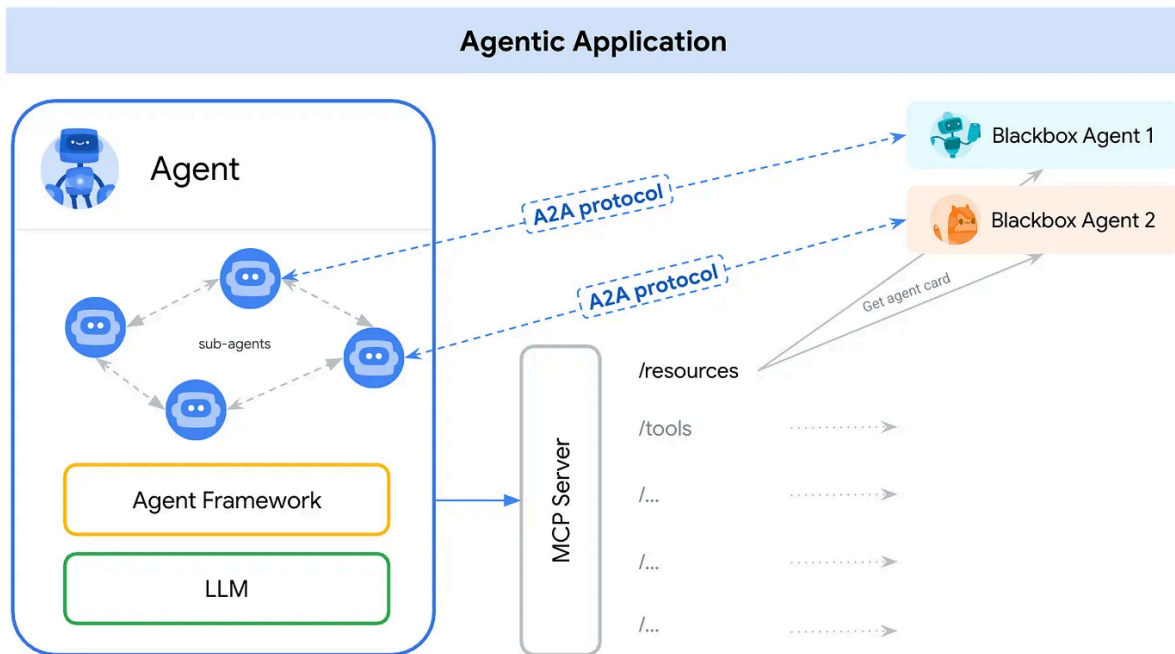 Agentic Application
Agent
Blackbox Agent 1
A2A protocol
Blackbox Agent 2
A2A protocol
Get agent card
sub-agents
/resources
/tools
MCP Server
Agent Framework
/...
LLM
/...
/...